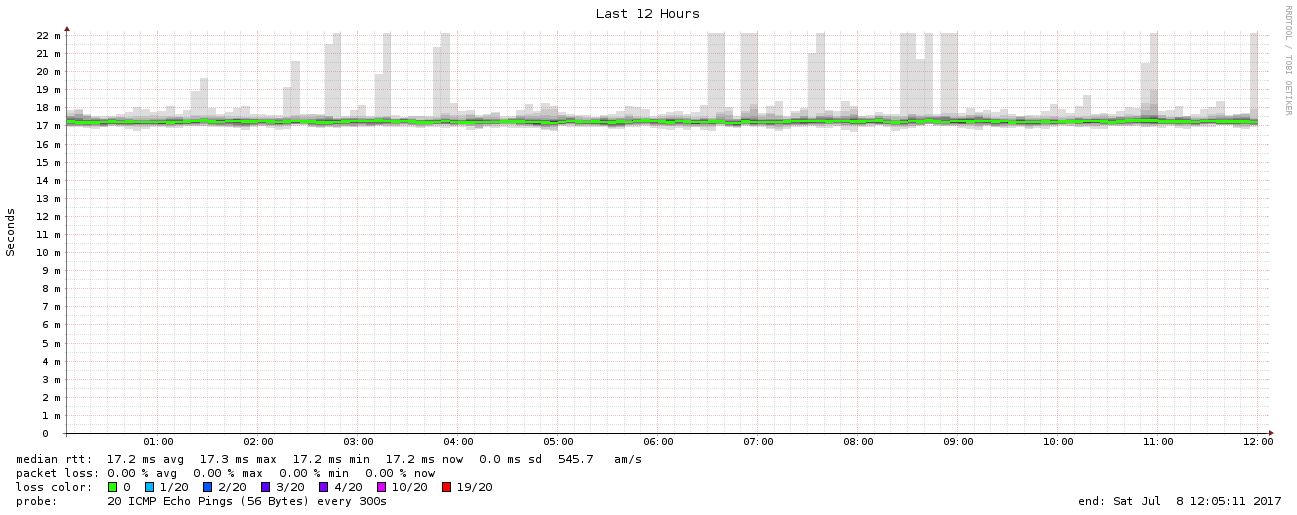 Last 12 Hours
RRDTOOL / TOBI OETIKER
Seconds
22 m
21 m
20 m
19 m
18 m
17 m
16 m
15 m
14 m
13 m
12 m
11 m
10 m
9 m
8 m
7 m
6 m
5 m
4 m
3 m
2 m
1 m
0
01:00 02:00 03:00 04:00 05:00 06:00 07:00 08:00 09:00 10:00 11:00 12:00
median rtt: 17.2 ms avg 17.3 ms max 17.2 ms min 17.2 ms now 0.0 ms sd 545.7 am/s
packet loss: 0.00 % avg 0.00 % max 0.00 % min 0.00 % now
loss color: 0 1/20 2/20 3/20 4/20 10/20 19/20
probe: 20 ICMP Echo Pings (56 Bytes) every 300s end: Sat Jul 8 12:05:11 2017